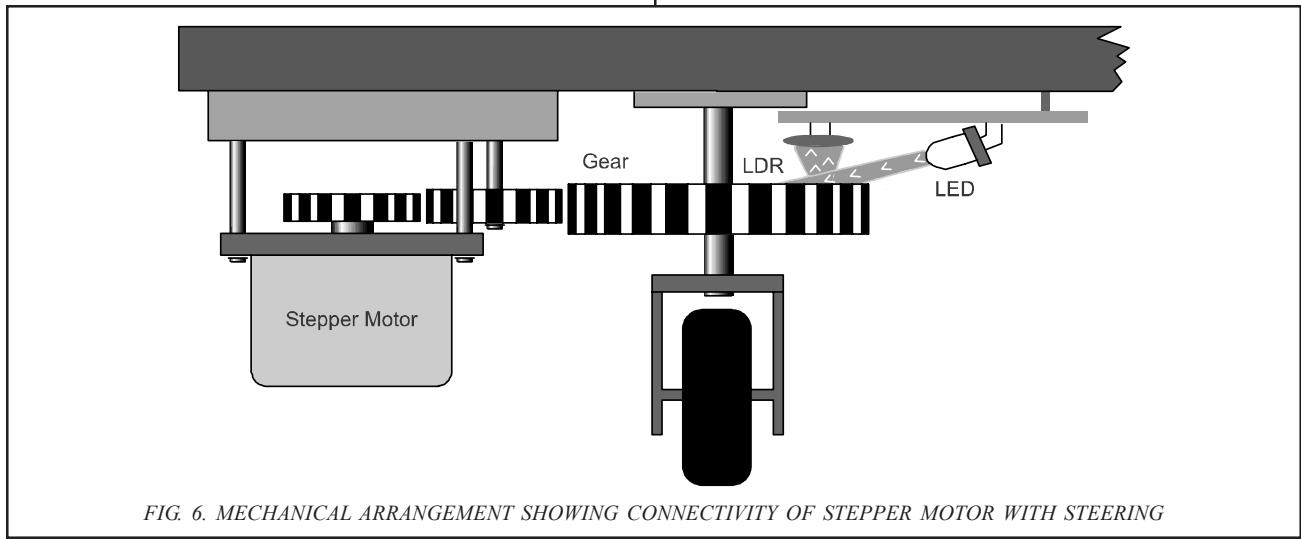 Gear
LDR
LED
Stepper Motor
FIG. 6. MECHANICAL ARRANGEMENT SHOWING CONNECTIVITY OF STEPPER MOTOR WITH STEERING